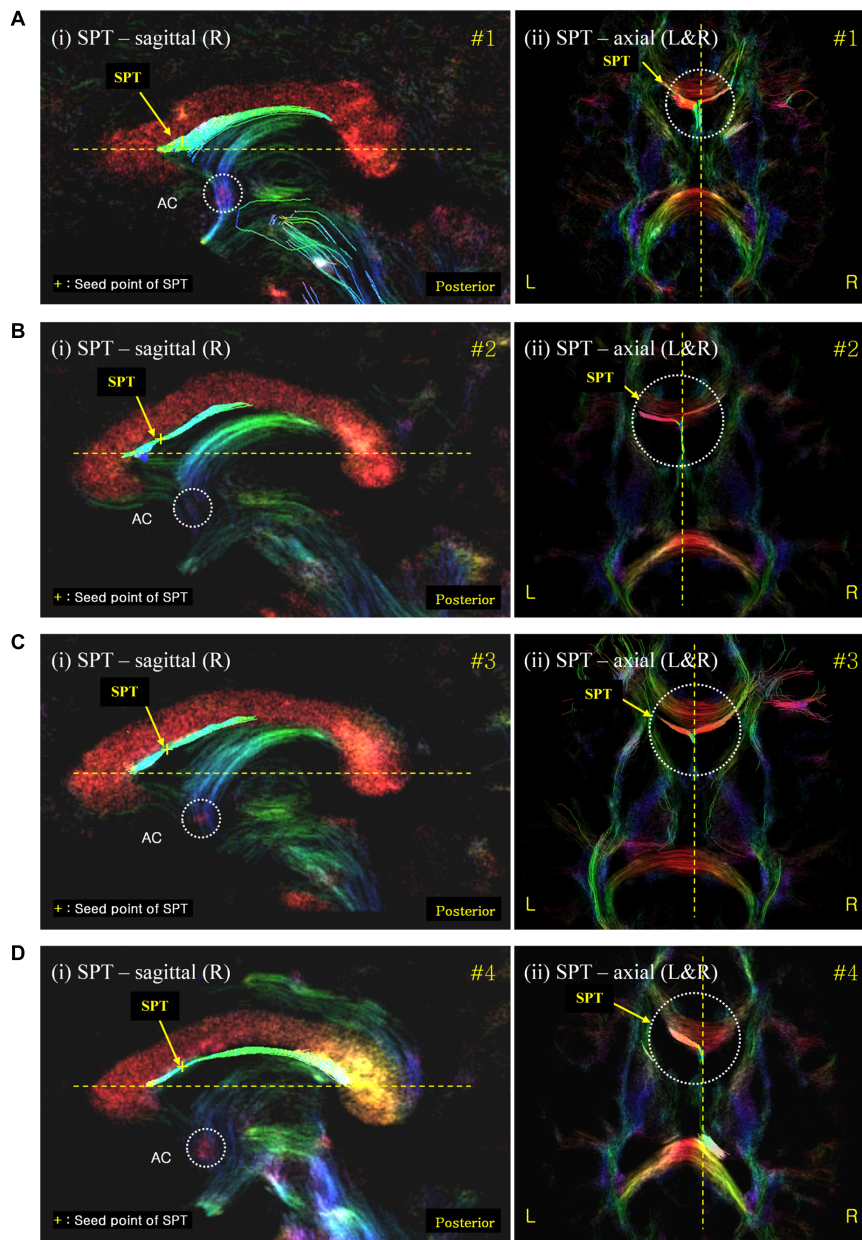 A
(i) SPT – sagittal (R)
#1
SPT
AC
+ : Seed point of SPT
Posterior
(ii) SPT – axial (L&R)
#1
SPT
L
R
B
(i) SPT – sagittal (R)
#2
SPT
AC
+ : Seed point of SPT
Posterior
(ii) SPT – axial (L&R)
#2
SPT
L
R
C
(i) SPT – sagittal (R)
#3
SPT
AC
+ : Seed point of SPT
Posterior
(ii) SPT – axial (L&R)
#3
SPT
L
R
D
(i) SPT – sagittal (R)
#4
SPT
AC
+ : Seed point of SPT
Posterior
(ii) SPT – axial (L&R)
#4
SPT
L
R